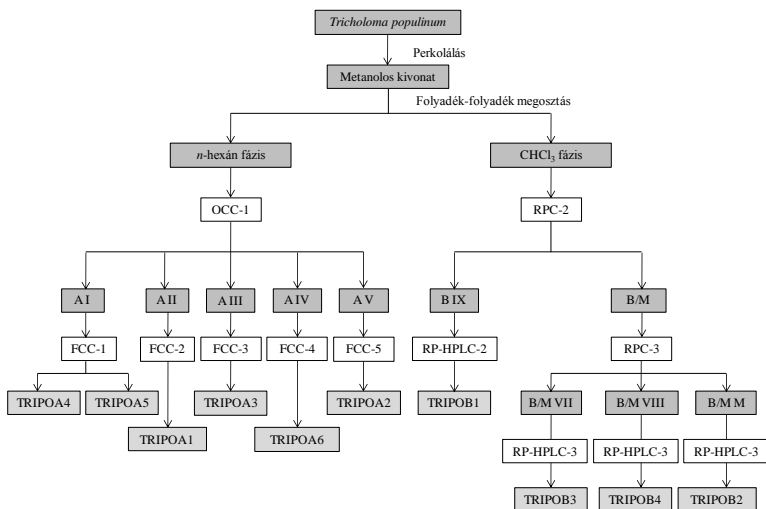 Tricholoma populinum
Perkolálás
Metanolos kivonat
Folyadék-folyadék megosztás
n-hexán fázis
CHCl₃ fázis
OCC-1
RPC-2
A I
A II
A III
A IV
A V
B IX
B/M
FCC-1
FCC-2
FCC-3
FCC-4
FCC-5
RP-HPLC-2
RPC-3
TRIPOA4
TRIPOA5
TRIPOA3
TRIPOA2
TRIPOB1
B/M VII
B/M VIII
B/M M
TRIPOA1
TRIPOA6
RP-HPLC-3
RP-HPLC-3
RP-HPLC-3
TRIPOB3
TRIPOB4
TRIPOB2